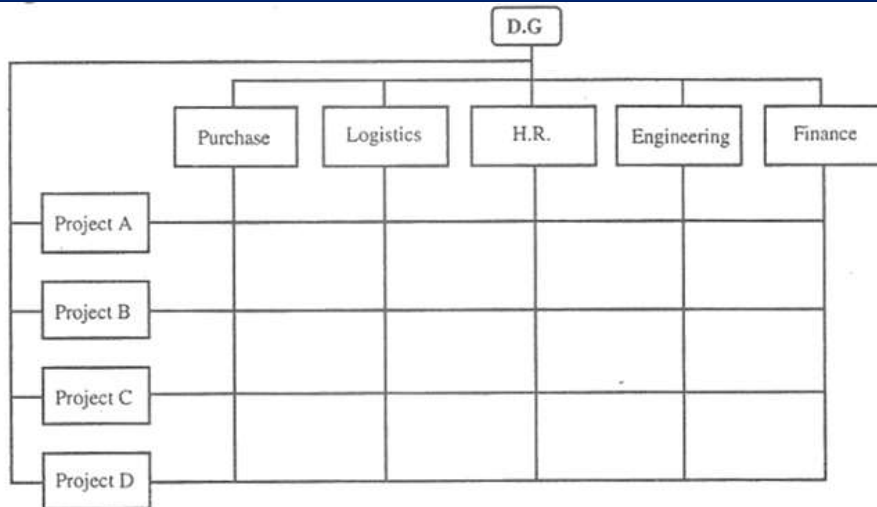 D.G
Purchase
Logistics
H.R.
Engineering
Finance
Project A
Project B
Project C
Project D